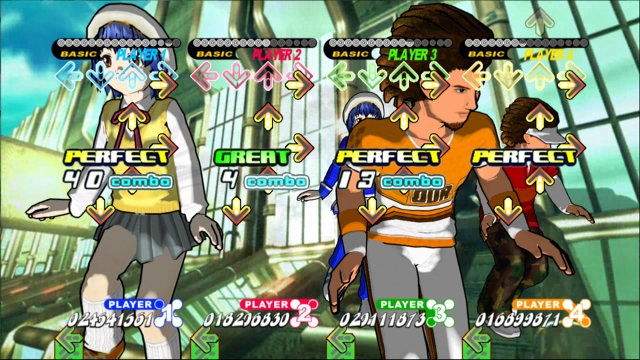 BASIC PLAYER 1 BASIC PLAYER 2 BASIC PLAYER 3 BASIC PLAYER 4
PERFECT GREAT PERFECT PERFECT
40 combo 4 combo 13 combo
DDR
PLAYER 1 PLAYER 2 PLAYER 3 PLAYER 4